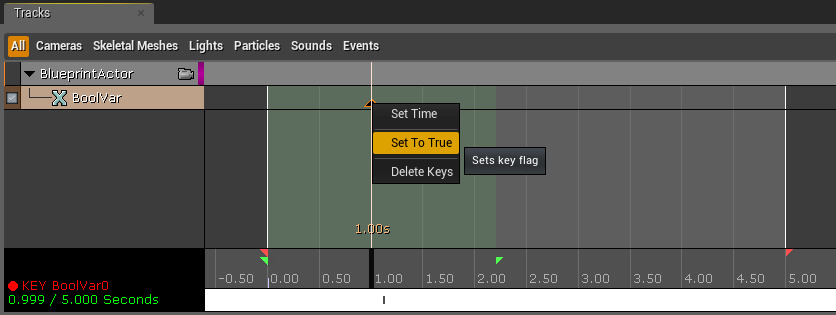 Tracks
All Cameras Skeletal Meshes Lights Particles Sounds Events
BlueprintActor
BoolVar
Set Time
Set To True
Sets key flag
Delete Keys
1.00s
-0.50 0.00 0.50 1.00 1.50 2.00 2.50 3.00 3.50 4.00 4.50 5.00
KEY BoolVar0
0.999 / 5.000 Seconds